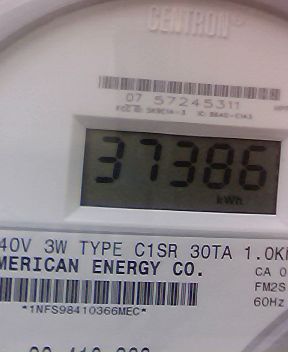 CENTRON
07 57245311
37386
kWh
40V 3W TYPE C1SR 30TA 1.0K
MERICAN ENERGY CO.
CA 0
FM2S
60Hz
*1NFS98410366MEC*